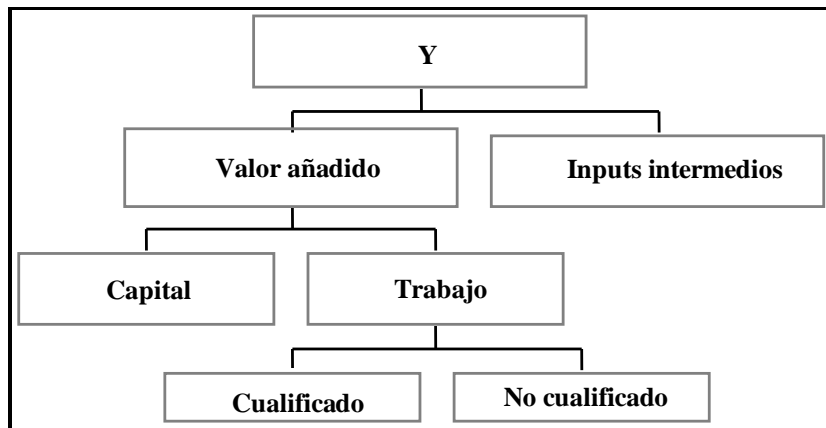 Y
Valor añadido
Inputs intermedios
Capital
Trabajo
Cualificado
No cualificado